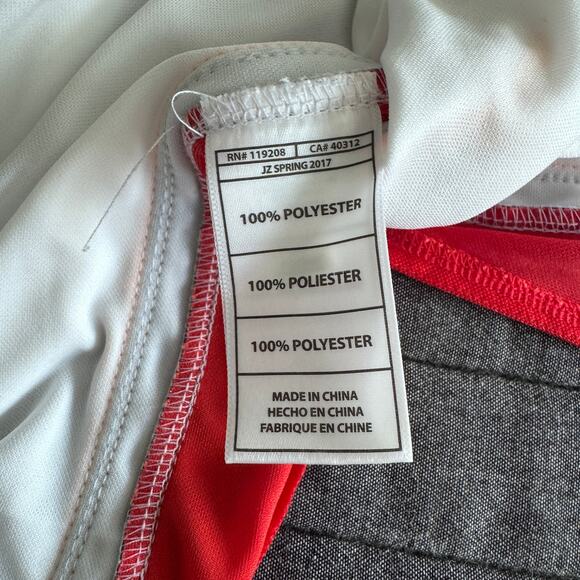 RN# 119208 CA# 40312
JZ SPRING 2017
100% POLYESTER
100% POLIESTER
100% POLYESTER
MADE IN CHINA
HECHO EN CHINA
FABRIQUE EN CHINE